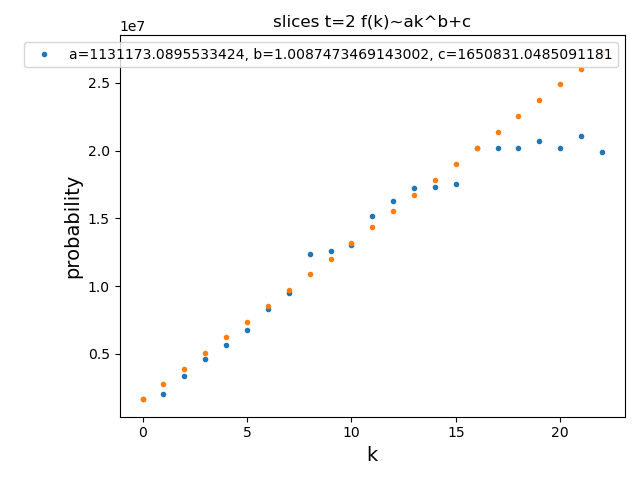 slices t=2 f(k)~ak^b+c
1e7
a=1131173.0895533424, b=1.0087473469143002, c=1650831.0485091181
2.5
2.0
1.5
1.0
0.5
probability
0 5 10 15 20
k